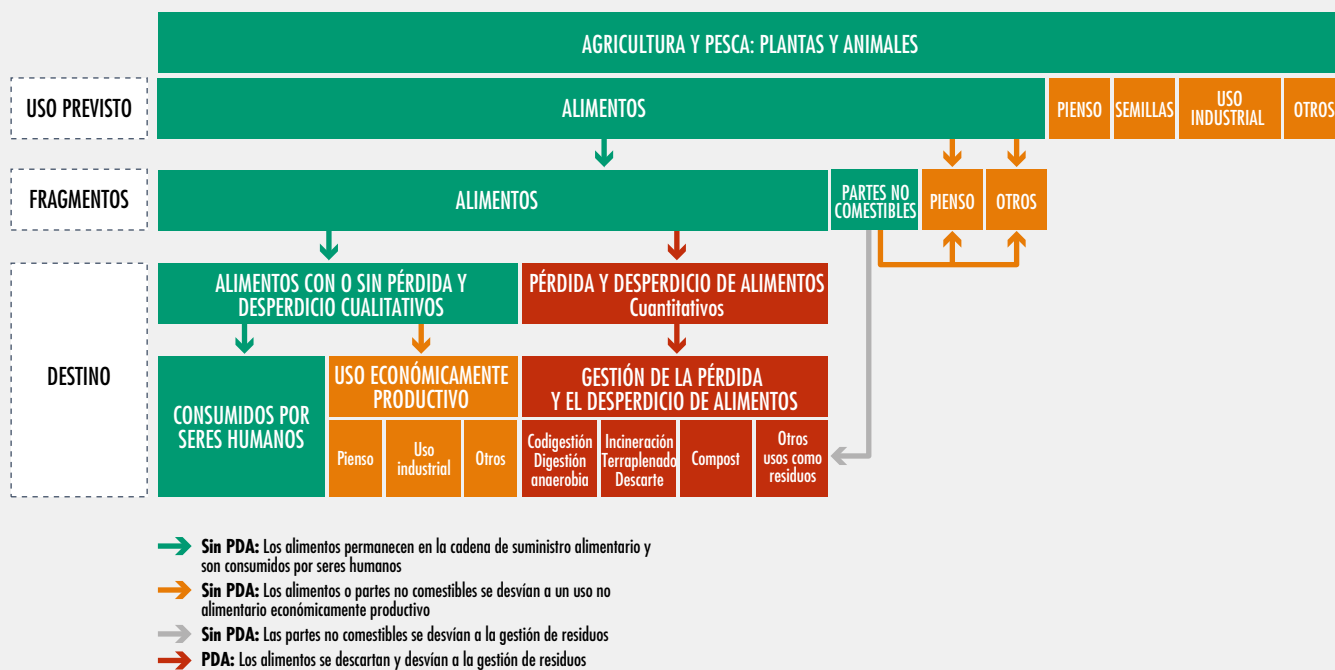 AGRICULTURA Y PESCA: PLANTAS Y ANIMALES
USO PREVISTO
ALIMENTOS
PIENSO
SEMILLAS
USO
INDUSTRIAL
OTROS
FRAGMENTOS
ALIMENTOS
PARTES NO
COMESTIBLES
PIENSO
OTROS
DESTINO
ALIMENTOS CON O SIN PÉRDIDA Y
DESPERDICIO CUALITATIVOS
PÉRDIDA Y DESPERDICIO DE ALIMENTOS
Cuantitativos
CONSUMIDOS POR
SERES HUMANOS
USO ECONÓMICAMENTE
PRODUCTIVO
Pienso
Uso
industrial
Otros
GESTIÓN DE LA PÉRDIDA
Y EL DESPERDICIO DE ALIMENTOS
Codigestión
Digestión
anaerobia
Incineración
Terraplenado
Descarte
Compost
Otros
usos como
residuos
Sin PDA: Los alimentos permanecen en la cadena de suministro alimentario y
son consumidos por seres humanos
Sin PDA: Los alimentos o partes no comestibles se desvían a un uso no
alimentario económicamente productivo
Sin PDA: Las partes no comestibles se desvían a la gestión de residuos
PDA: Los alimentos se descartan y desvían a la gestión de residuos